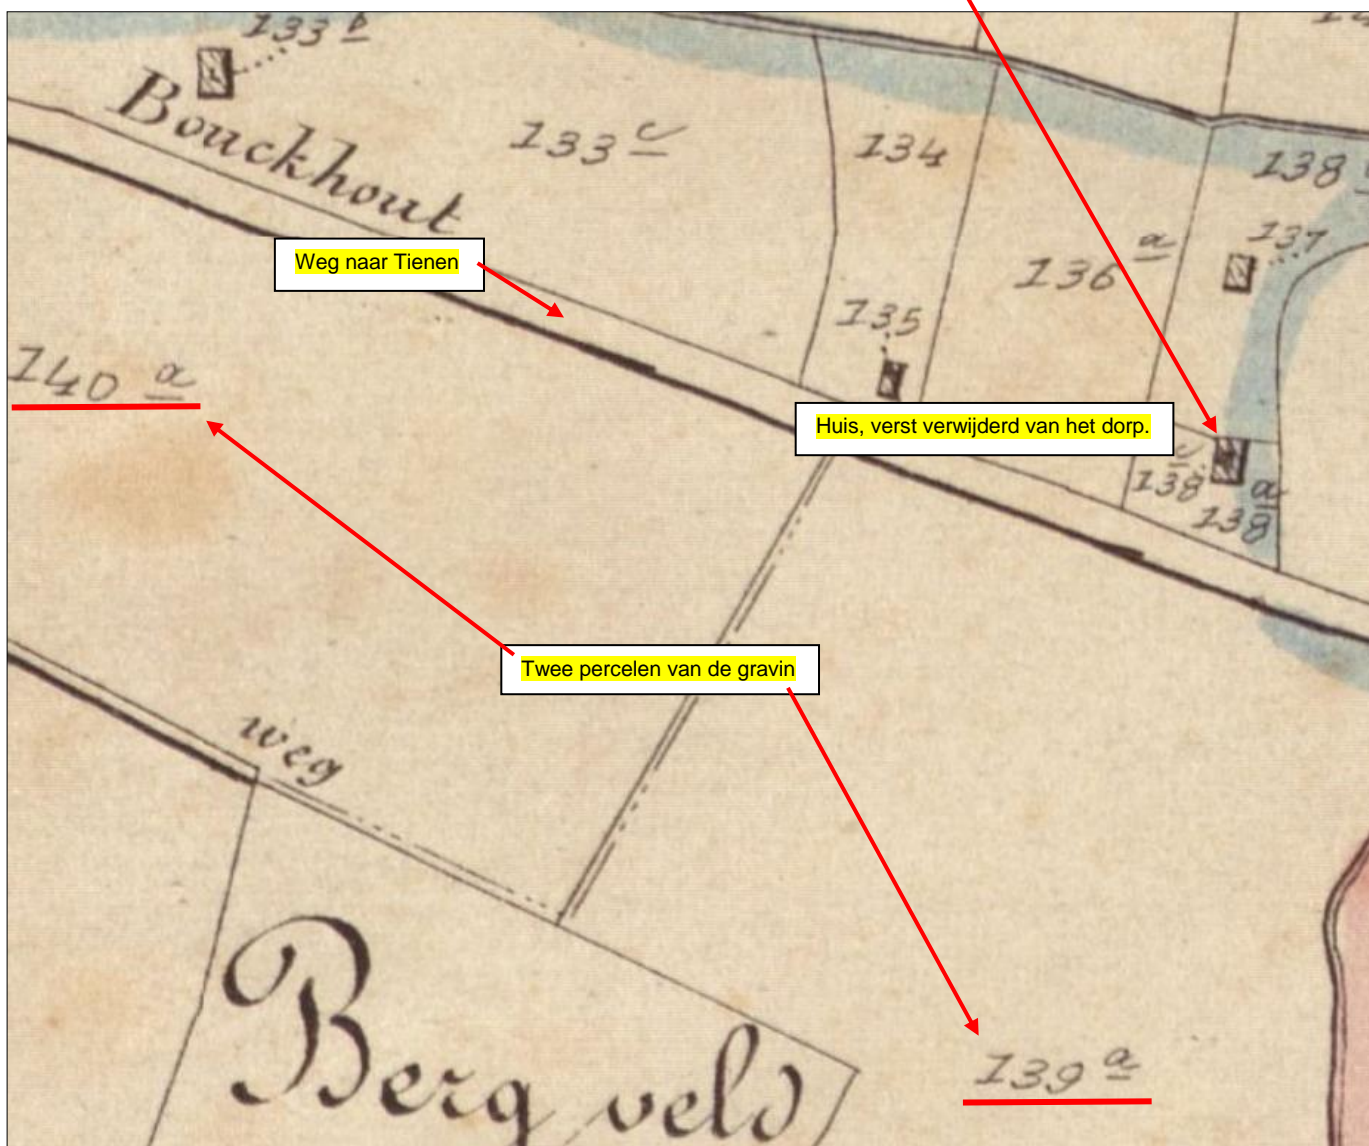 133 b
Bouckhout
133 c
134
138
137
136 a
Weg naar Tienen
135
140 a
Huis, verst verwijderd van het dorp.
138 c
138 a
Twee percelen van de gravin
weg
Berg veld
139 a